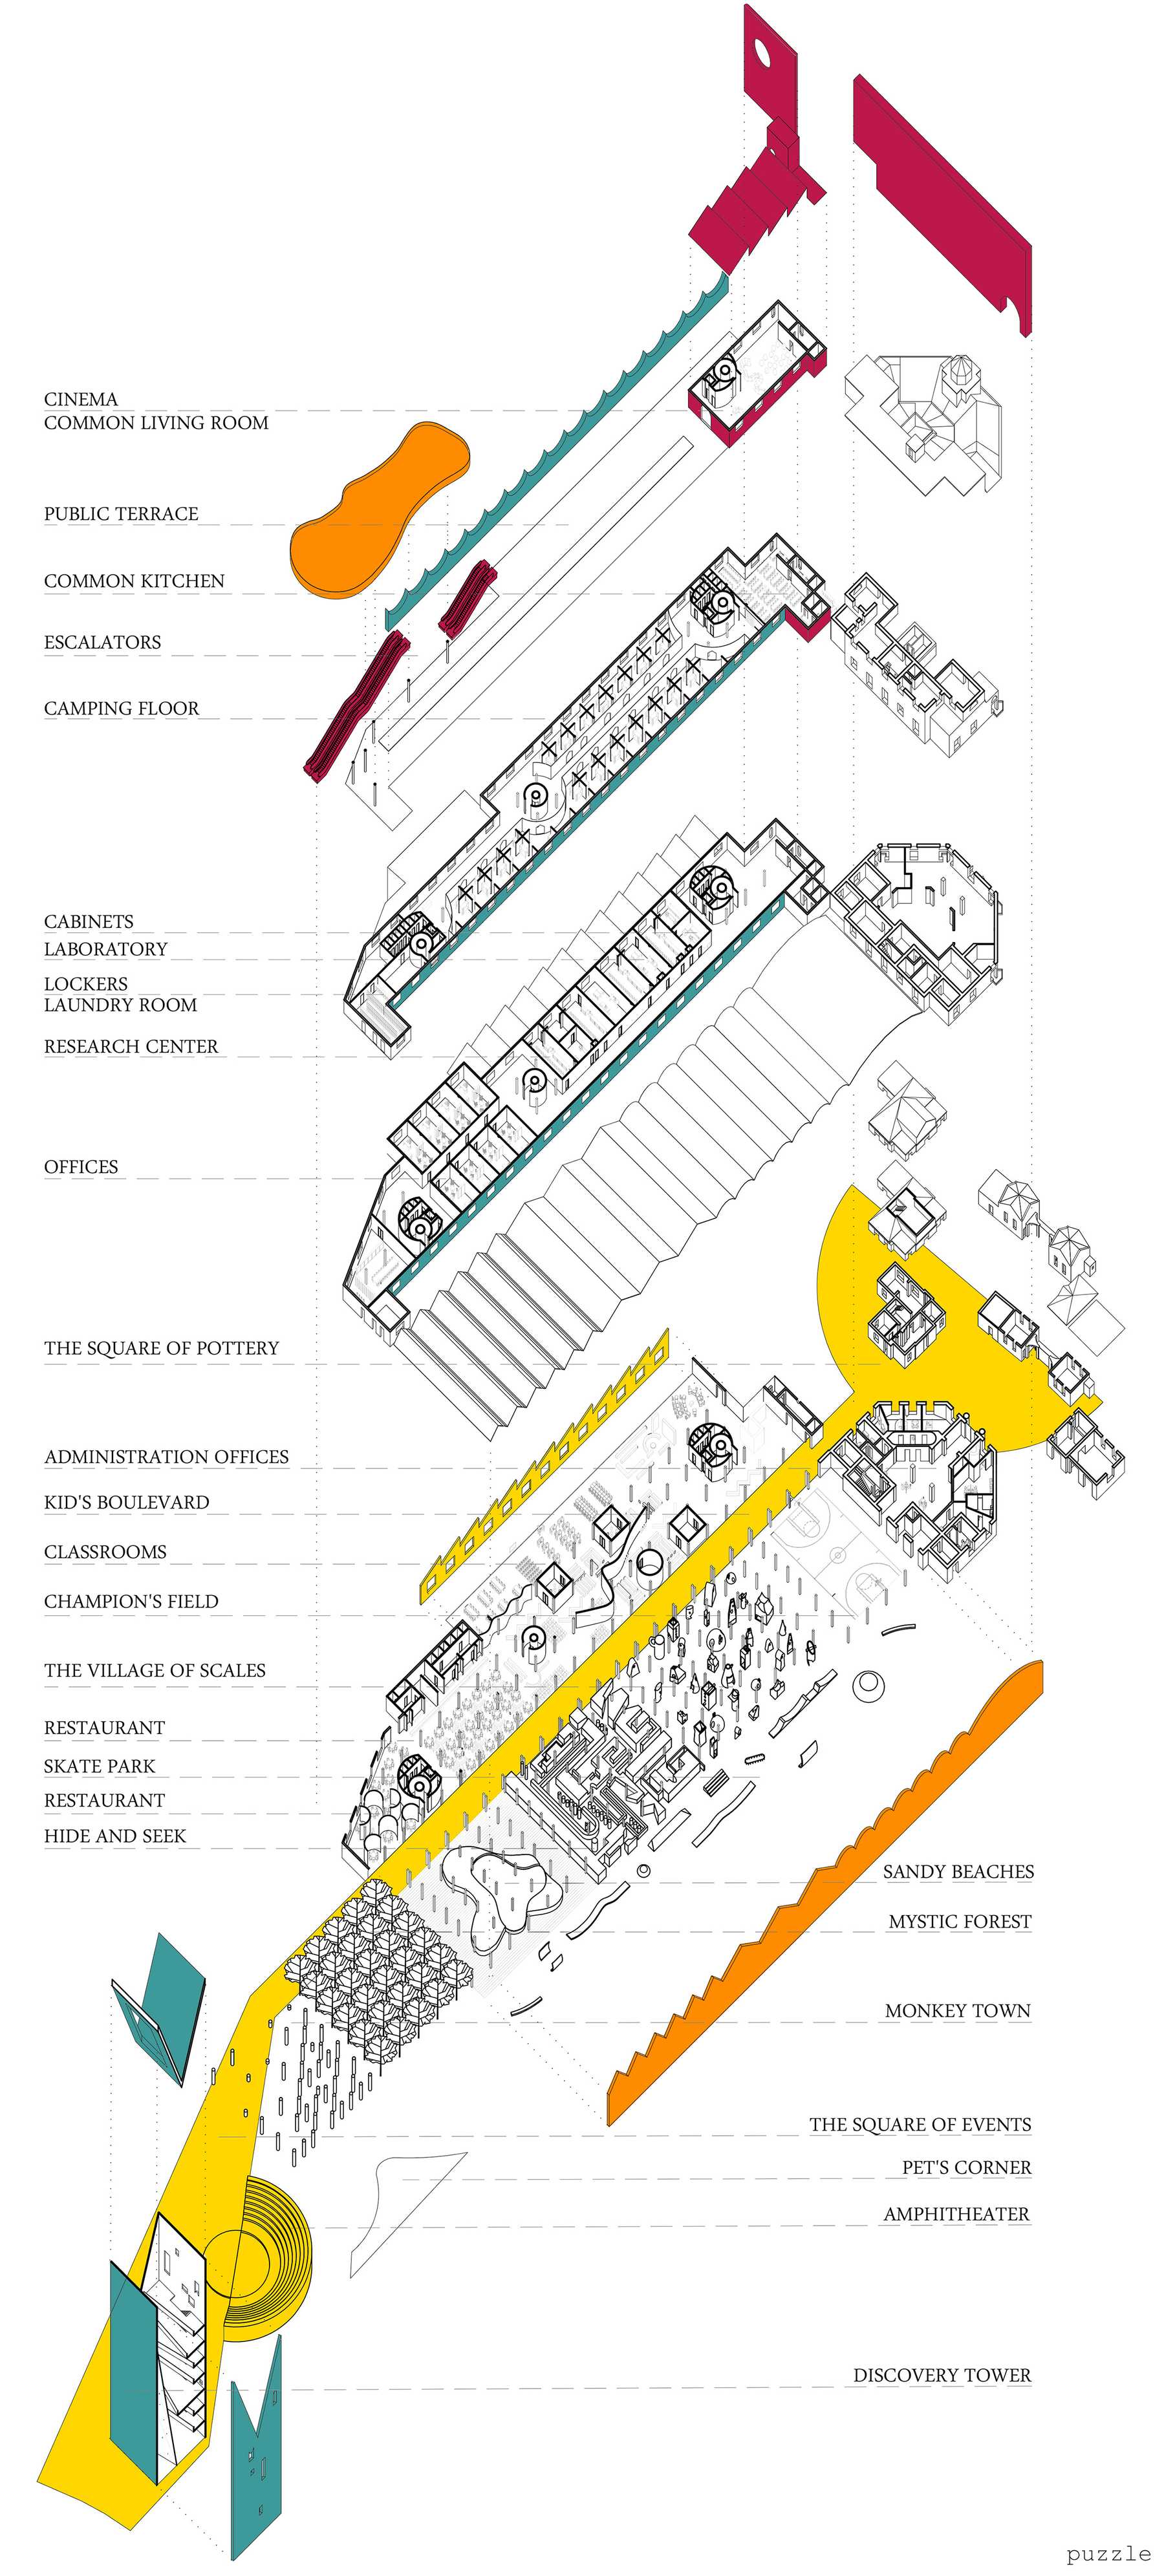 CINEMA
COMMON LIVING ROOM
PUBLIC TERRACE
COMMON KITCHEN
ESCALATORS
CAMPING FLOOR
CABINETS
LABORATORY
LOCKERS
LAUNDRY ROOM
RESEARCH CENTER
OFFICES
THE SQUARE OF POTTERY
ADMINISTRATION OFFICES
KID'S BOULEVARD
CLASSROOMS
CHAMPION'S FIELD
THE VILLAGE OF SCALES
RESTAURANT
SKATE PARK
RESTAURANT
HIDE AND SEEK
SANDY BEACHES
MYSTIC FOREST
MONKEY TOWN
THE SQUARE OF EVENTS
PET'S CORNER
AMPHITHEATER
DISCOVERY TOWER
puzzle